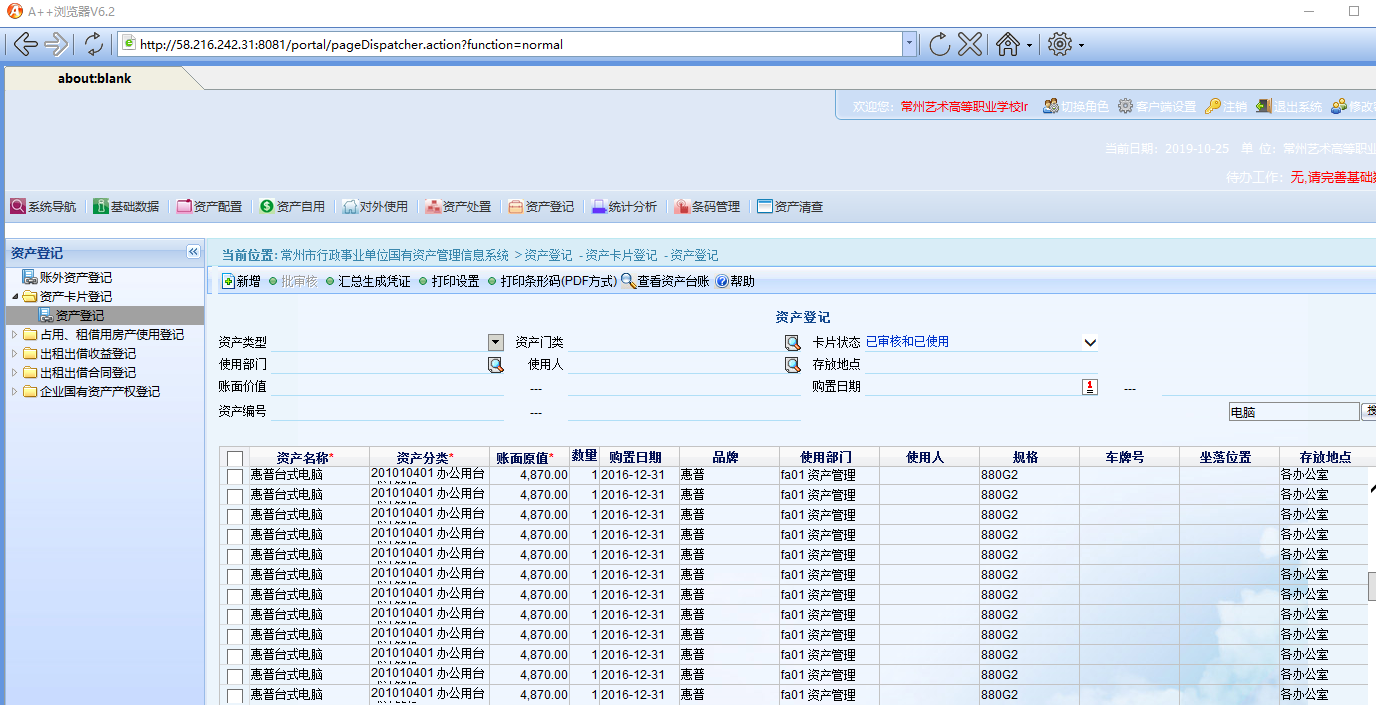 A++浏览器V6.2
http://58.216.242.31:8081/portal/pageDispatcher.action?function=normal
about:blank
欢迎您: 常州艺术高等职业学校lr 切换角色 客户端设置 注销 退出系统 修改
当前日期: 2019-10-25 单 位: 常州艺术高等职业
待办工作: 无,请完善基础数
系统导航 基础数据 资产配置 资产自用 对外使用 资产处置 资产登记 统计分析 条码管理 资产清查
资产登记
账外资产登记
资产卡片登记
资产登记
占用、租借用房产使用登记
出租出借收益登记
出租出借合同登记
企业国有资产产权登记
当前位置: 常州市行政事业单位国有资产管理信息系统 > 资产登记 - 资产卡片登记 - 资产登记
新增 批审核 汇总生成凭证 打印设置 打印条形码(PDF方式) 查看资产台账 帮助
资产登记
资产类型 资产门类 卡片状态 已审核和已使用
使用部门 使用人 存放地点
账面价值 --- 购置日期 1 ---
资产编号 --- 电脑
资产名称* 资产分类* 账面原值* 数量 购置日期 品牌 使用部门 使用人 规格 车牌号 坐落位置 存放地点
惠普台式电脑 201010401 办公用台 4,870.00 1 2016-12-31 惠普 fa01 资产管理 880G2 各办公室
惠普台式电脑 201010401 办公用台 4,870.00 1 2016-12-31 惠普 fa01 资产管理 880G2 各办公室
惠普台式电脑 201010401 办公用台 4,870.00 1 2016-12-31 惠普 fa01 资产管理 880G2 各办公室
惠普台式电脑 201010401 办公用台 4,870.00 1 2016-12-31 惠普 fa01 资产管理 880G2 各办公室
惠普台式电脑 201010401 办公用台 4,870.00 1 2016-12-31 惠普 fa01 资产管理 880G2 各办公室
惠普台式电脑 201010401 办公用台 4,870.00 1 2016-12-31 惠普 fa01 资产管理 880G2 各办公室
惠普台式电脑 201010401 办公用台 4,870.00 1 2016-12-31 惠普 fa01 资产管理 880G2 各办公室
惠普台式电脑 201010401 办公用台 4,870.00 1 2016-12-31 惠普 fa01 资产管理 880G2 各办公室
惠普台式电脑 201010401 办公用台 4,870.00 1 2016-12-31 惠普 fa01 资产管理 880G2 各办公室
惠普台式电脑 201010401 办公用台 4,870.00 1 2016-12-31 惠普 fa01 资产管理 880G2 各办公室
惠普台式电脑 201010401 办公用台 4,870.00 1 2016-12-31 惠普 fa01 资产管理 880G2 各办公室
惠普台式电脑 201010401 办公用台 4,870.00 1 2016-12-31 惠普 fa01 资产管理 880G2 各办公室